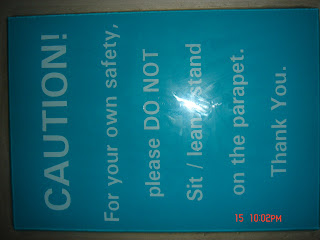 CAUTION!
For your own safety,
please DO NOT
Sit / lean/stand
on the parapet.
Thank You.
15 10:02PM